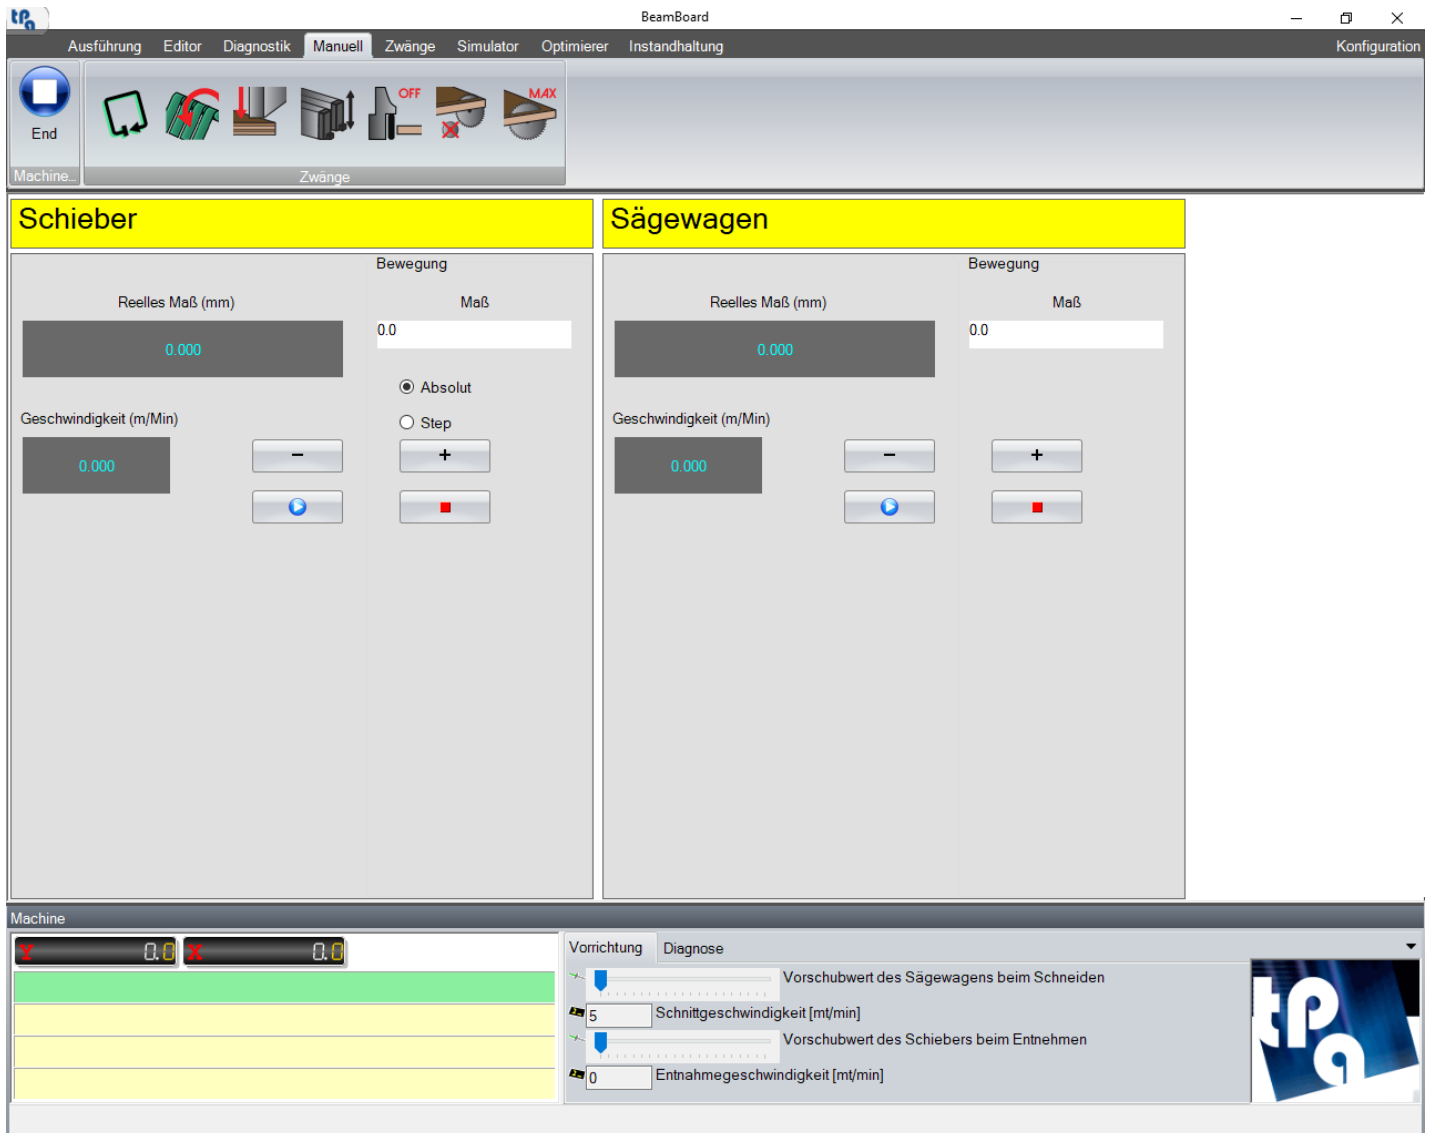 tpa
BeamBoard
Ausführung Editor Diagnostik Manuell Zwänge Simulator Optimierer Instandhaltung Konfiguration
OFF MAX
End
Machine... Zwänge
Schieber Sägewagen
Bewegung Bewegung
Reelles Maß (mm) Maß Reelles Maß (mm) Maß
0.0 0.0
0.000 0.000
Absolut
Geschwindigkeit (m/Min) Step Geschwindigkeit (m/Min)
− + − +
0.000 0.000
Machine
Y 0.0 X 0.0
Vorrichtung Diagnose
Vorschubwert des Sägewagens beim Schneiden
5 Schnittgeschwindigkeit [mt/min]
Vorschubwert des Schiebers beim Entnehmen
0 Entnahmegeschwindigkeit [mt/min]
tpa